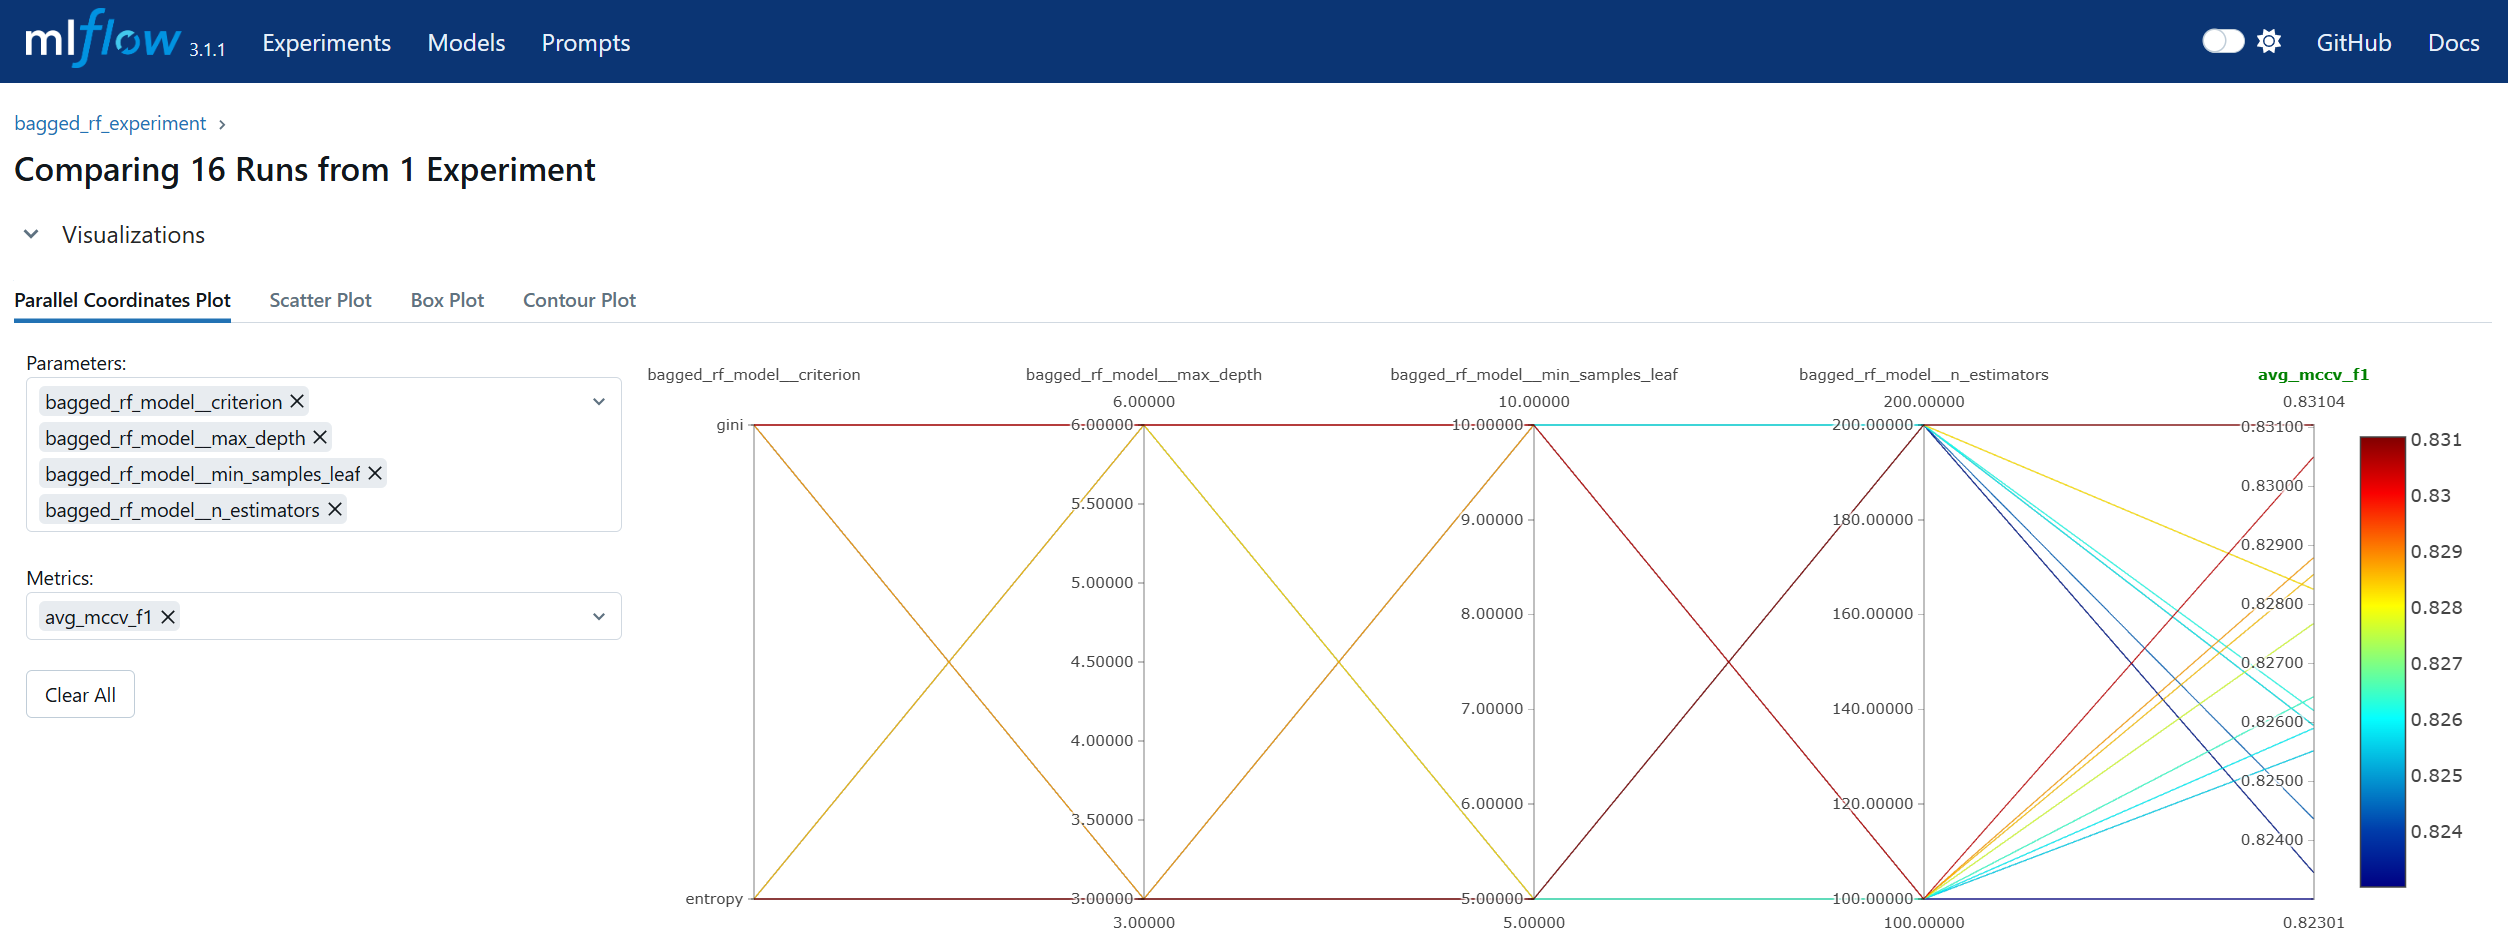 mlflow 3.1.1 Experiments Models Prompts GitHub Docs
bagged_rf_experiment
Comparing 16 Runs from 1 Experiment
Visualizations
Parallel Coordinates Plot Scatter Plot Box Plot Contour Plot
Parameters:
bagged_rf_model__criterion
bagged_rf_model__max_depth
bagged_rf_model__min_samples_leaf
bagged_rf_model__n_estimators
Metrics:
avg_mccv_f1
Clear All
bagged_rf_model__criterion
gini
entropy
bagged_rf_model__max_depth
6.00000
6.00000
5.50000
5.00000
4.50000
4.00000
3.50000
3.00000
3.00000
bagged_rf_model__min_samples_leaf
10.00000
10.00000
9.00000
8.00000
7.00000
6.00000
5.00000
5.00000
bagged_rf_model__n_estimators
200.00000
200.00000
180.00000
160.00000
140.00000
120.00000
100.00000
100.00000
avg_mccv_f1
0.83104
0.83100
0.83000
0.82900
0.82800
0.82700
0.82600
0.82500
0.82400
0.82301
0.831
0.83
0.829
0.828
0.827
0.826
0.825
0.824